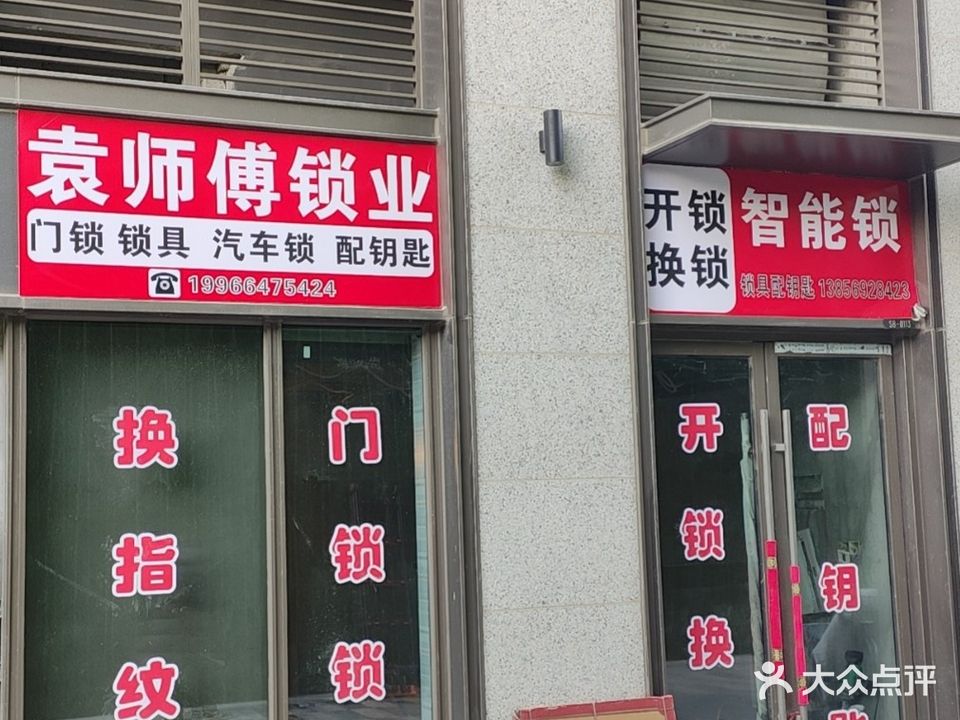 袁师傅锁业
门锁 锁具 汽车锁 配钥匙
19966475424
开锁
换锁
智能锁
锁具配钥匙 13856928423
S8-0113
换指纹
门锁锁
开锁换
配钥
大众点评